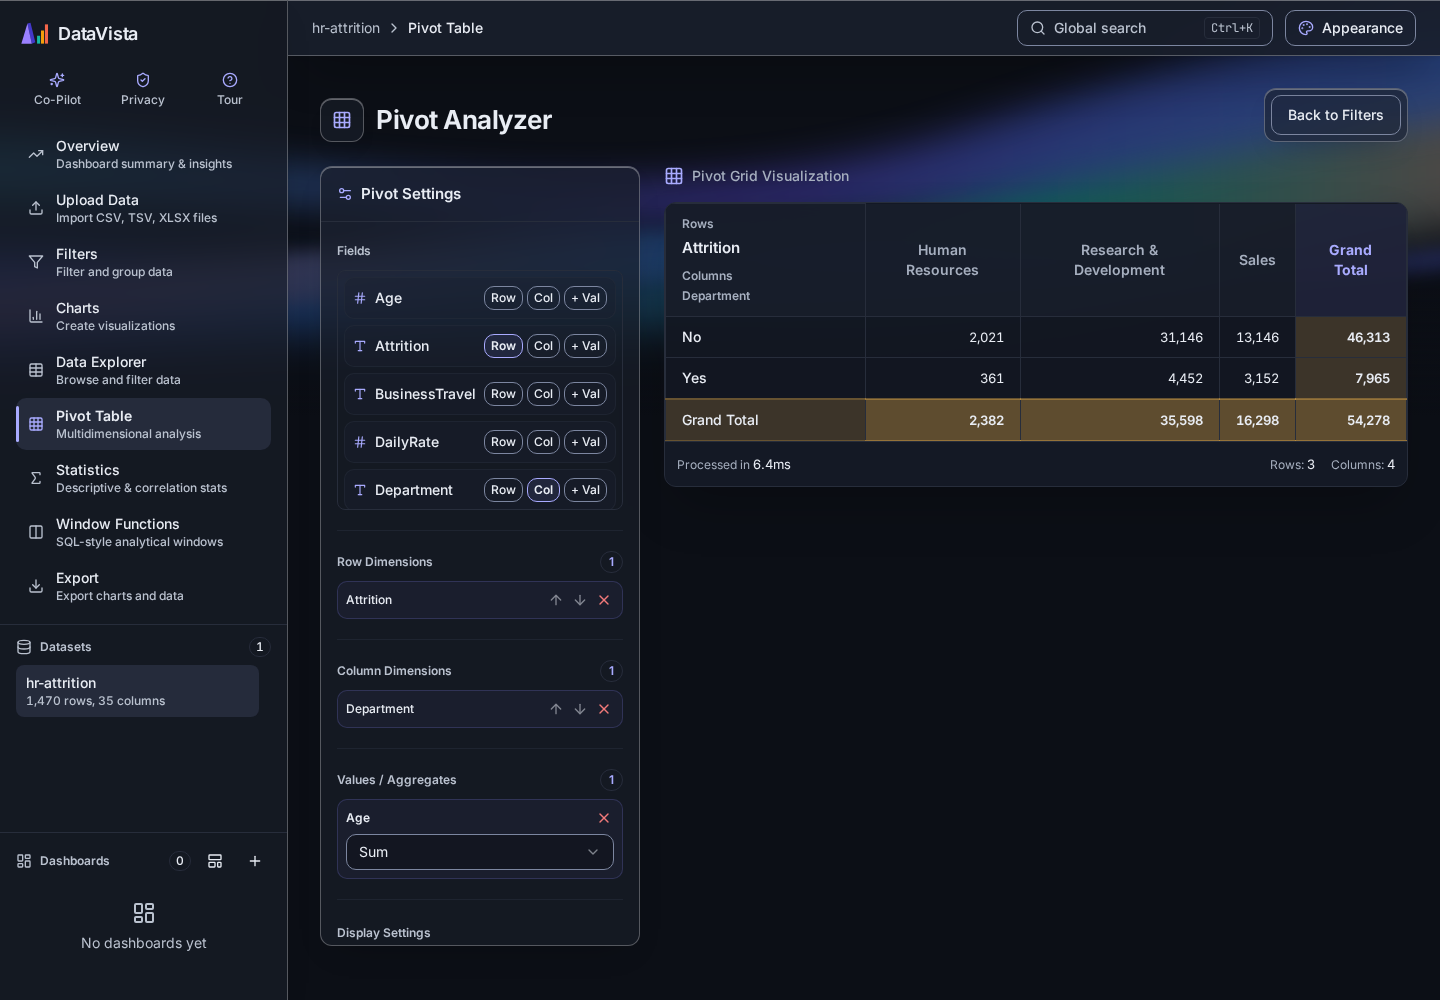 DataVista
Co-Pilot
Privacy
Tour
Overview
Dashboard summary & insights
Upload Data
Import CSV, TSV, XLSX files
Filters
Filter and group data
Charts
Create visualizations
Data Explorer
Browse and filter data
Pivot Table
Multidimensional analysis
Statistics
Descriptive & correlation stats
Window Functions
SQL-style analytical windows
Export
Export charts and data
Datasets 1
hr-attrition
1,470 rows, 35 columns
Dashboards 0
No dashboards yet
hr-attrition > Pivot Table
Global search Ctrl+K
Appearance
Pivot Analyzer
Back to Filters
Pivot Settings
Fields
Age Row Col + Val
Attrition Row Col + Val
BusinessTravel Row Col + Val
DailyRate Row Col + Val
Department Row Col + Val
Row Dimensions 1
Attrition
Column Dimensions 1
Department
Values / Aggregates 1
Age
Sum
Display Settings
Pivot Grid Visualization
Rows
Attrition
Columns
Department
Human
Resources
Research &
Development
Sales
Grand
Total
No 2,021 31,146 13,146 46,313
Yes 361 4,452 3,152 7,965
Grand Total 2,382 35,598 16,298 54,278
Processed in 6.4ms
Rows: 3 Columns: 4